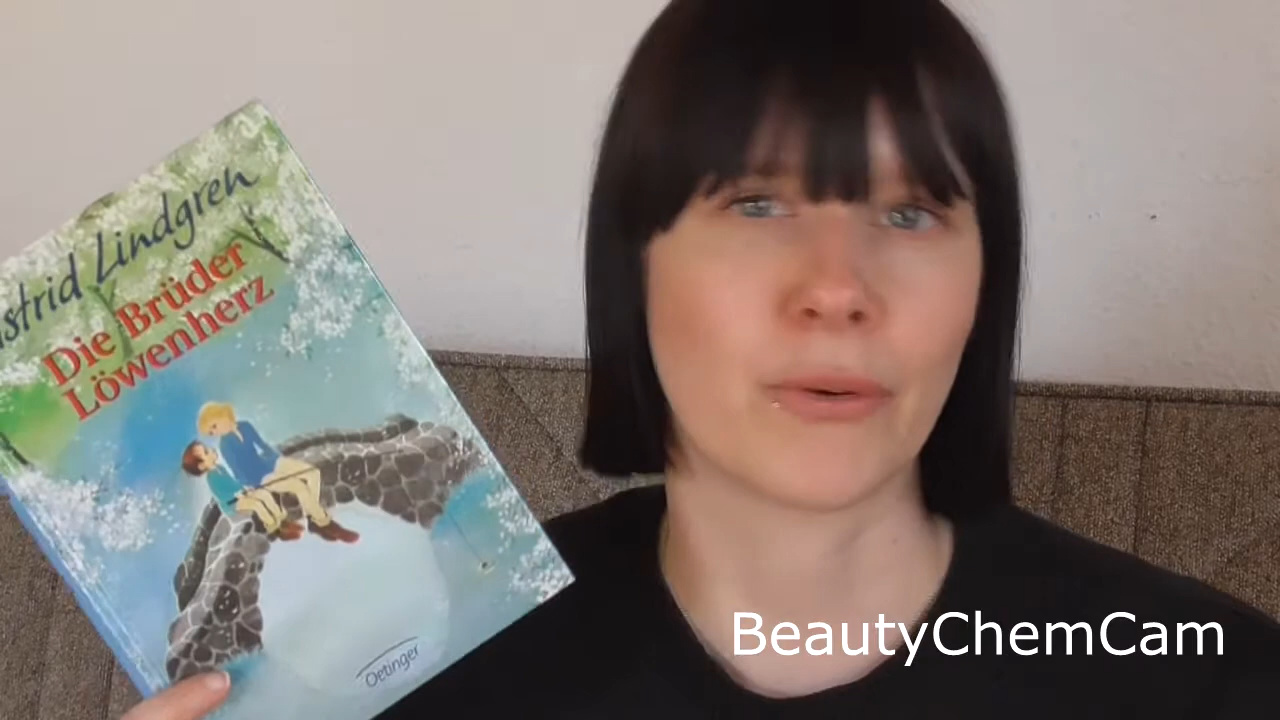 strid Lindgren
Die Brüder
Löwenherz
Oetinger
BeautyChemCam